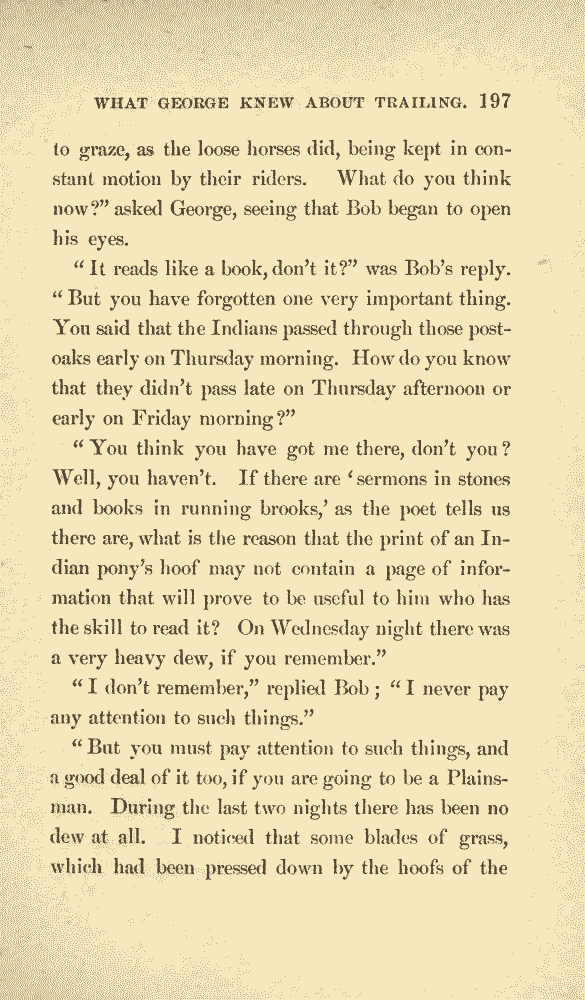 WHAT GEORGE KNEW ABOUT TRAILING. 197
to graze, as the loose horses did, being kept in con-
stant motion by their riders. What do you think
now?” asked George, seeing that Bob began to open
his eyes.
“It reads like a book, don’t it?” was Bob’s reply.
“But you have forgotten one very important thing.
You said that the Indians passed through those post-
oaks early on Thursday morning. How do you know
that they didn’t pass late on Thursday afternoon or
early on Friday morning?”
“You think you have got me there, don’t you?
Well, you haven’t. If there are ‘sermons in stones
and books in running brooks,’ as the poet tells us
there are, what is the reason that the print of an In-
dian pony’s hoof may not contain a page of infor-
mation that will prove to be useful to him who has
the skill to read it? On Wednesday night there was
a very heavy dew, if you remember.”
“I don’t remember,” replied Bob; “I never pay
any attention to such things.”
“But you must pay attention to such things, and
a good deal of it too, if you are going to be a Plains-
man. During the last two nights there has been no
dew at all. I noticed that some blades of grass,
which had been pressed down by the hoofs of the